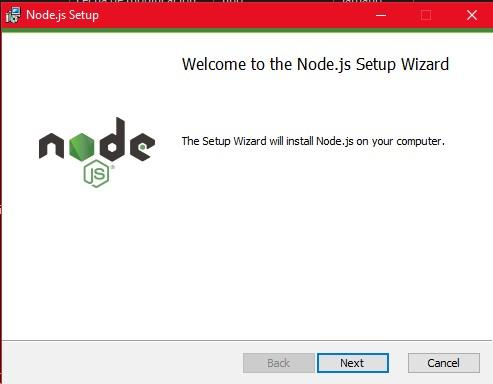 Node.js Setup
Welcome to the Node.js Setup Wizard
node
JS
The Setup Wizard will install Node.js on your computer.
Back
Next
Cancel